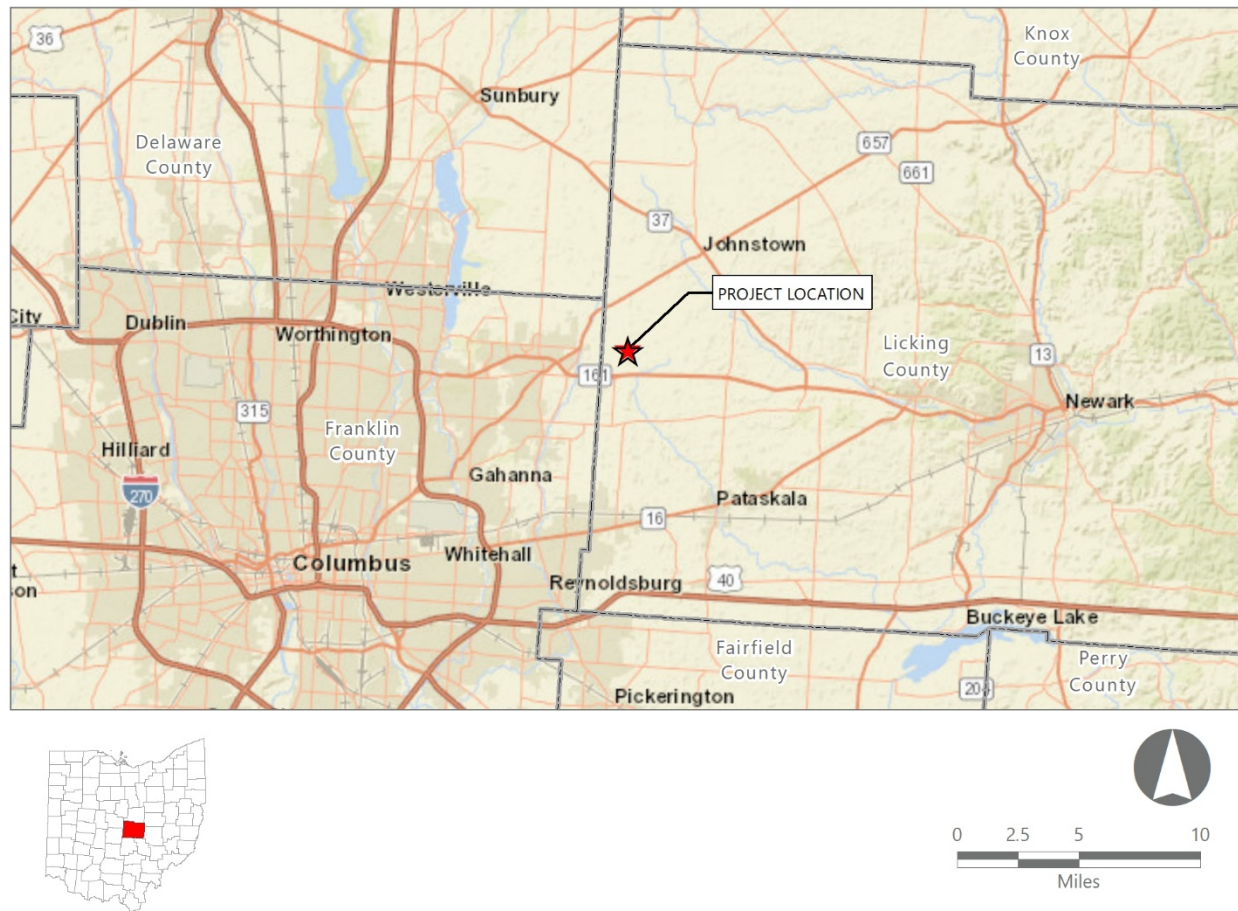 36
Knox
County
Sunbury
Delaware
County
657
661
37
Johnstown
Westerville
PROJECT LOCATION
City
Dublin
Worthington
Licking
County
13
161
315
Newark
Franklin
County
Hilliard
Gahanna
270
Pataskala
16
Whitehall
Columbus
Reynoldsburg
40
Buckeye Lake
Fairfield
County
Perry
County
Pickerington
0 2.5 5 10
Miles